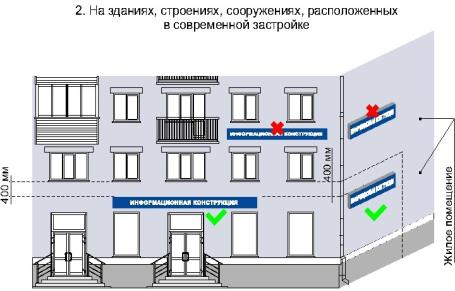 2. На зданиях, строениях, сооружениях, расположенных
в современной застройке
ИНФОРМАЦИОННАЯ КОНСТРУКЦИЯ
400 мм
400 мм
ИНФОРМАЦИОННАЯ КОНСТРУКЦИЯ
Жилое помещение